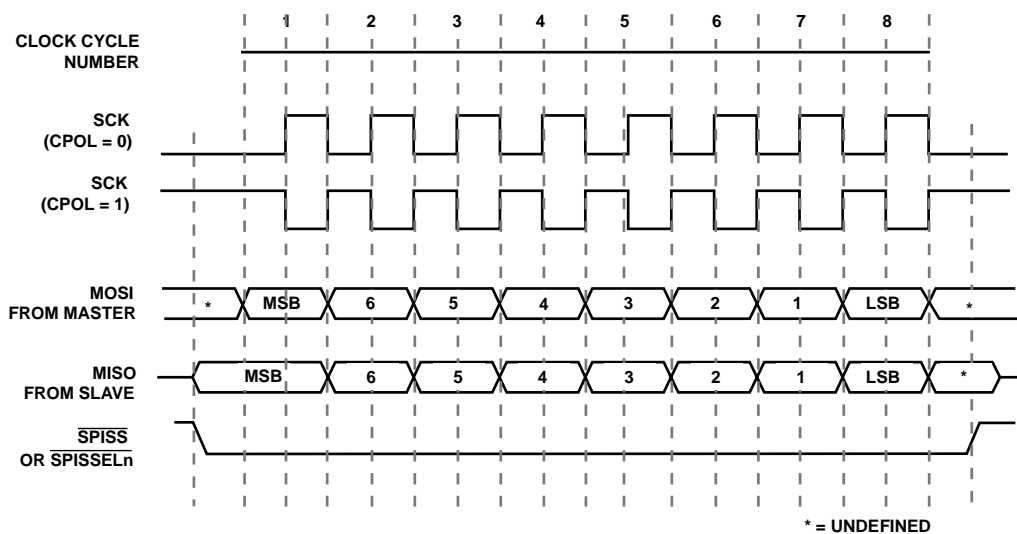 1 2 3 4 5 6 7 8
CLOCK CYCLE
NUMBER
SCK
(CPOL = 0)
SCK
(CPOL = 1)
MOSI
FROM MASTER
* MSB 6 5 4 3 2 1 LSB *
MISO
FROM SLAVE
MSB 6 5 4 3 2 1 LSB *
SPISS
OR SPISSELn
* = UNDEFINED